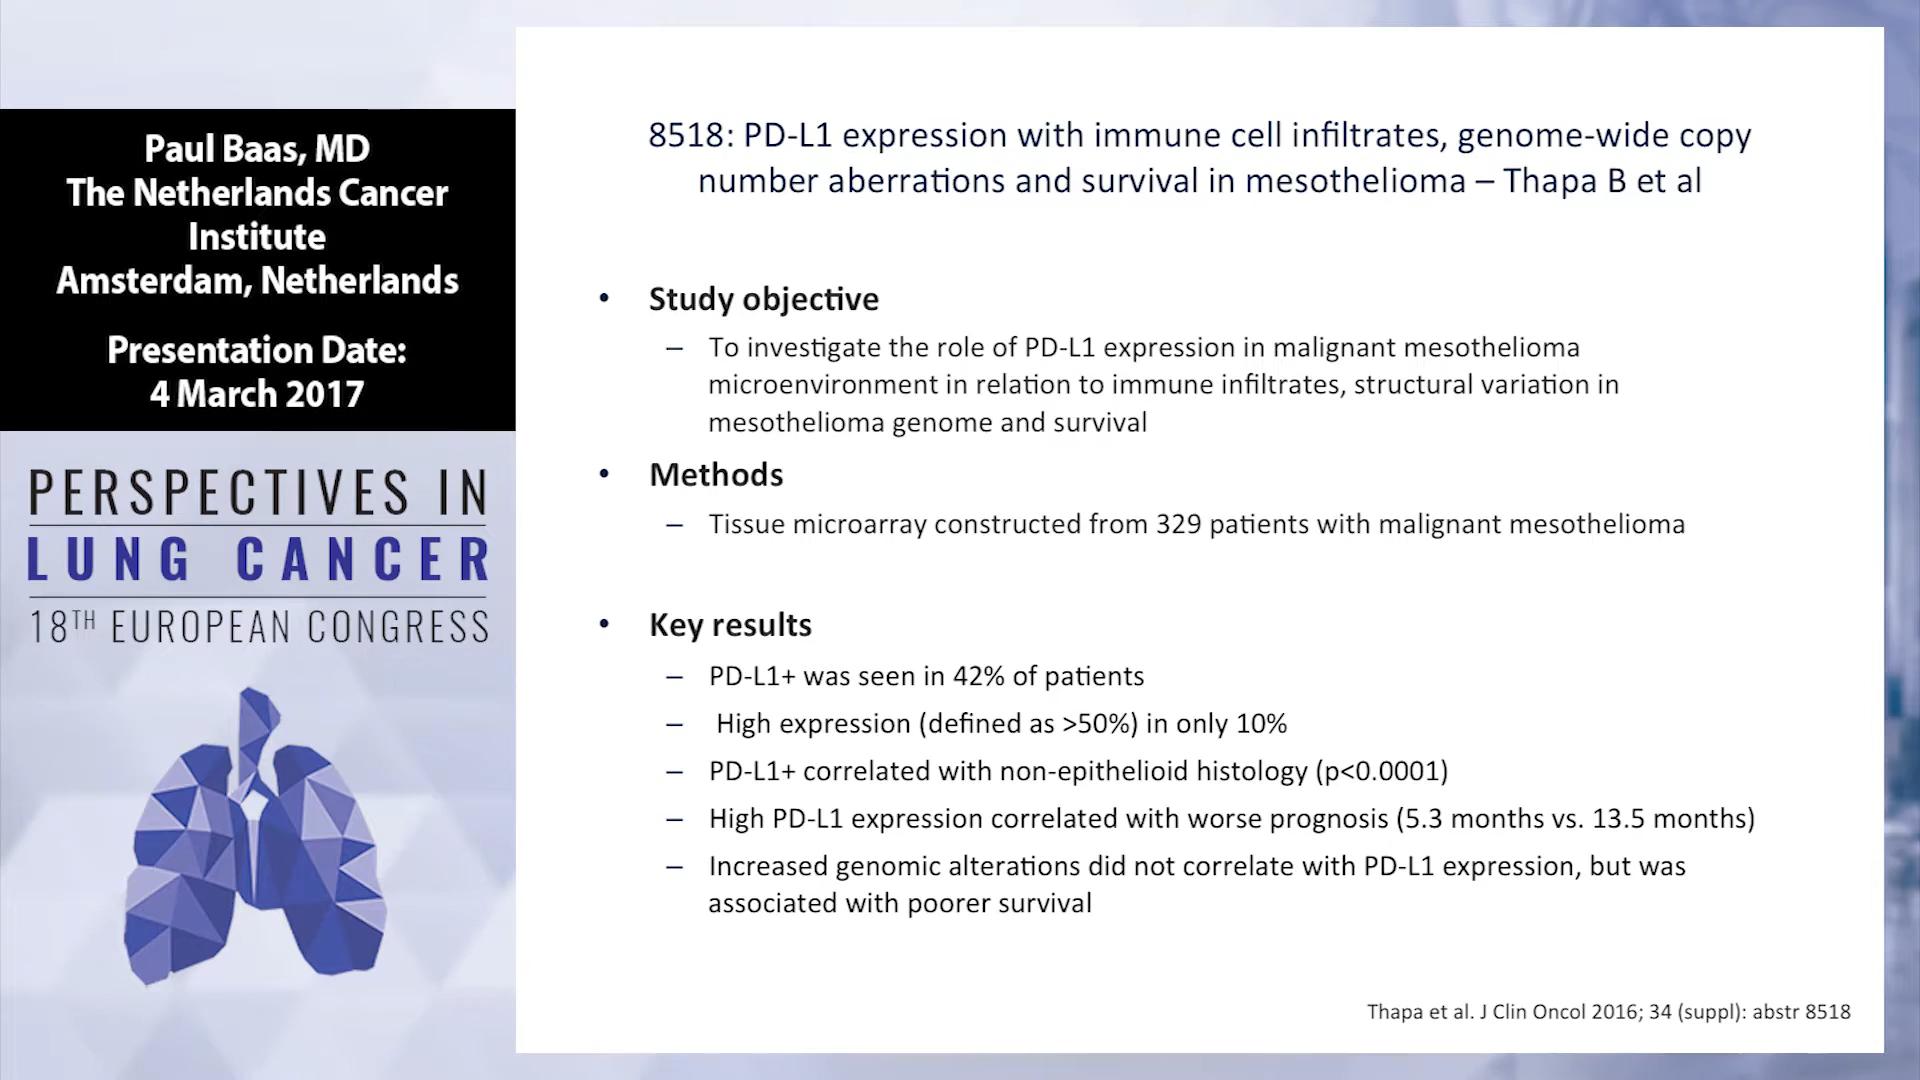 Paul Baas, MD
The Netherlands Cancer
Institute
Amsterdam, Netherlands
Presentation Date:
4 March 2017
PERSPECTIVES IN
LUNG CANCER
18TH EUROPEAN CONGRESS
8518: PD-L1 expression with immune cell infiltrates, genome-wide copy
number aberrations and survival in mesothelioma – Thapa B et al
• Study objective
– To investigate the role of PD-L1 expression in malignant mesothelioma
microenvironment in relation to immune infiltrates, structural variation in
mesothelioma genome and survival
• Methods
– Tissue microarray constructed from 329 patients with malignant mesothelioma
• Key results
– PD-L1+ was seen in 42% of patients
– High expression (defined as >50%) in only 10%
– PD-L1+ correlated with non-epithelioid histology (p<0.0001)
– High PD-L1 expression correlated with worse prognosis (5.3 months vs. 13.5 months)
– Increased genomic alterations did not correlate with PD-L1 expression, but was
associated with poorer survival
Thapa et al. J Clin Oncol 2016; 34 (suppl): abstr 8518